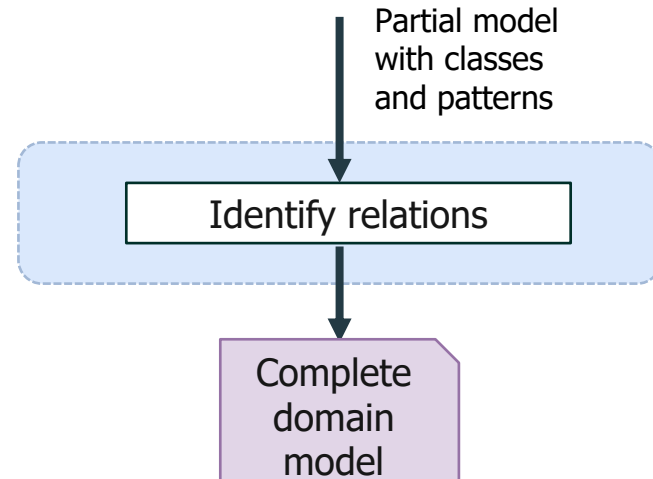 Partial model
with classes
and patterns
Identify relations
Complete
domain
model